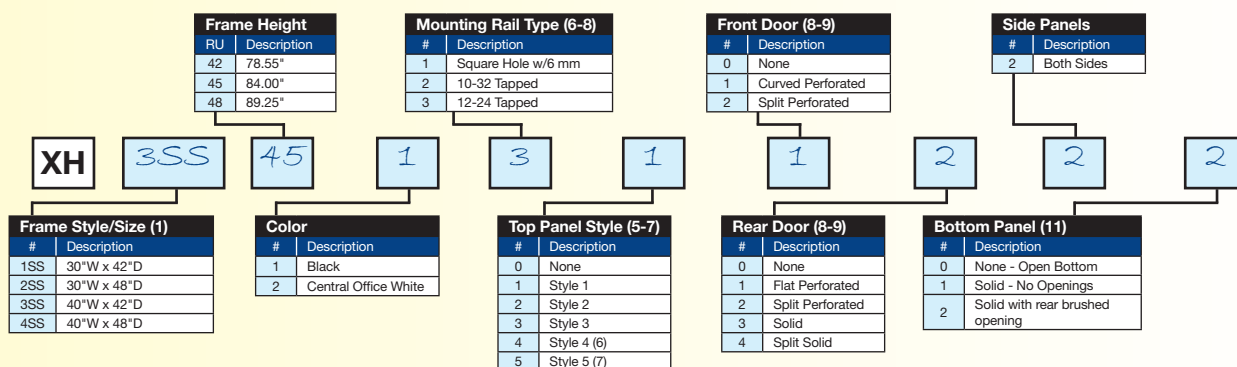 Frame Height
RU Description
42 78.55"
45 84.00"
48 89.25"
Mounting Rail Type (6-8)
# Description
1 Square Hole w/6 mm
2 10-32 Tapped
3 12-24 Tapped
Front Door (8-9)
# Description
0 None
1 Curved Perforated
2 Split Perforated
Side Panels
# Description
2 Both Sides
XH 3SS 45 1 3 1 1 2 2 2
Frame Style/Size (1)
# Description
1SS 30"W x 42"D
2SS 30"W x 48"D
3SS 40"W x 42"D
4SS 40"W x 48"D
Color
# Description
1 Black
2 Central Office White
Top Panel Style (5-7)
# Description
0 None
1 Style 1
2 Style 2
3 Style 3
4 Style 4 (6)
5 Style 5 (7)
Rear Door (8-9)
# Description
0 None
1 Flat Perforated
2 Split Perforated
3 Solid
4 Split Solid
Bottom Panel (11)
# Description
0 None - Open Bottom
1 Solid - No Openings
2 Solid with rear brushed
opening